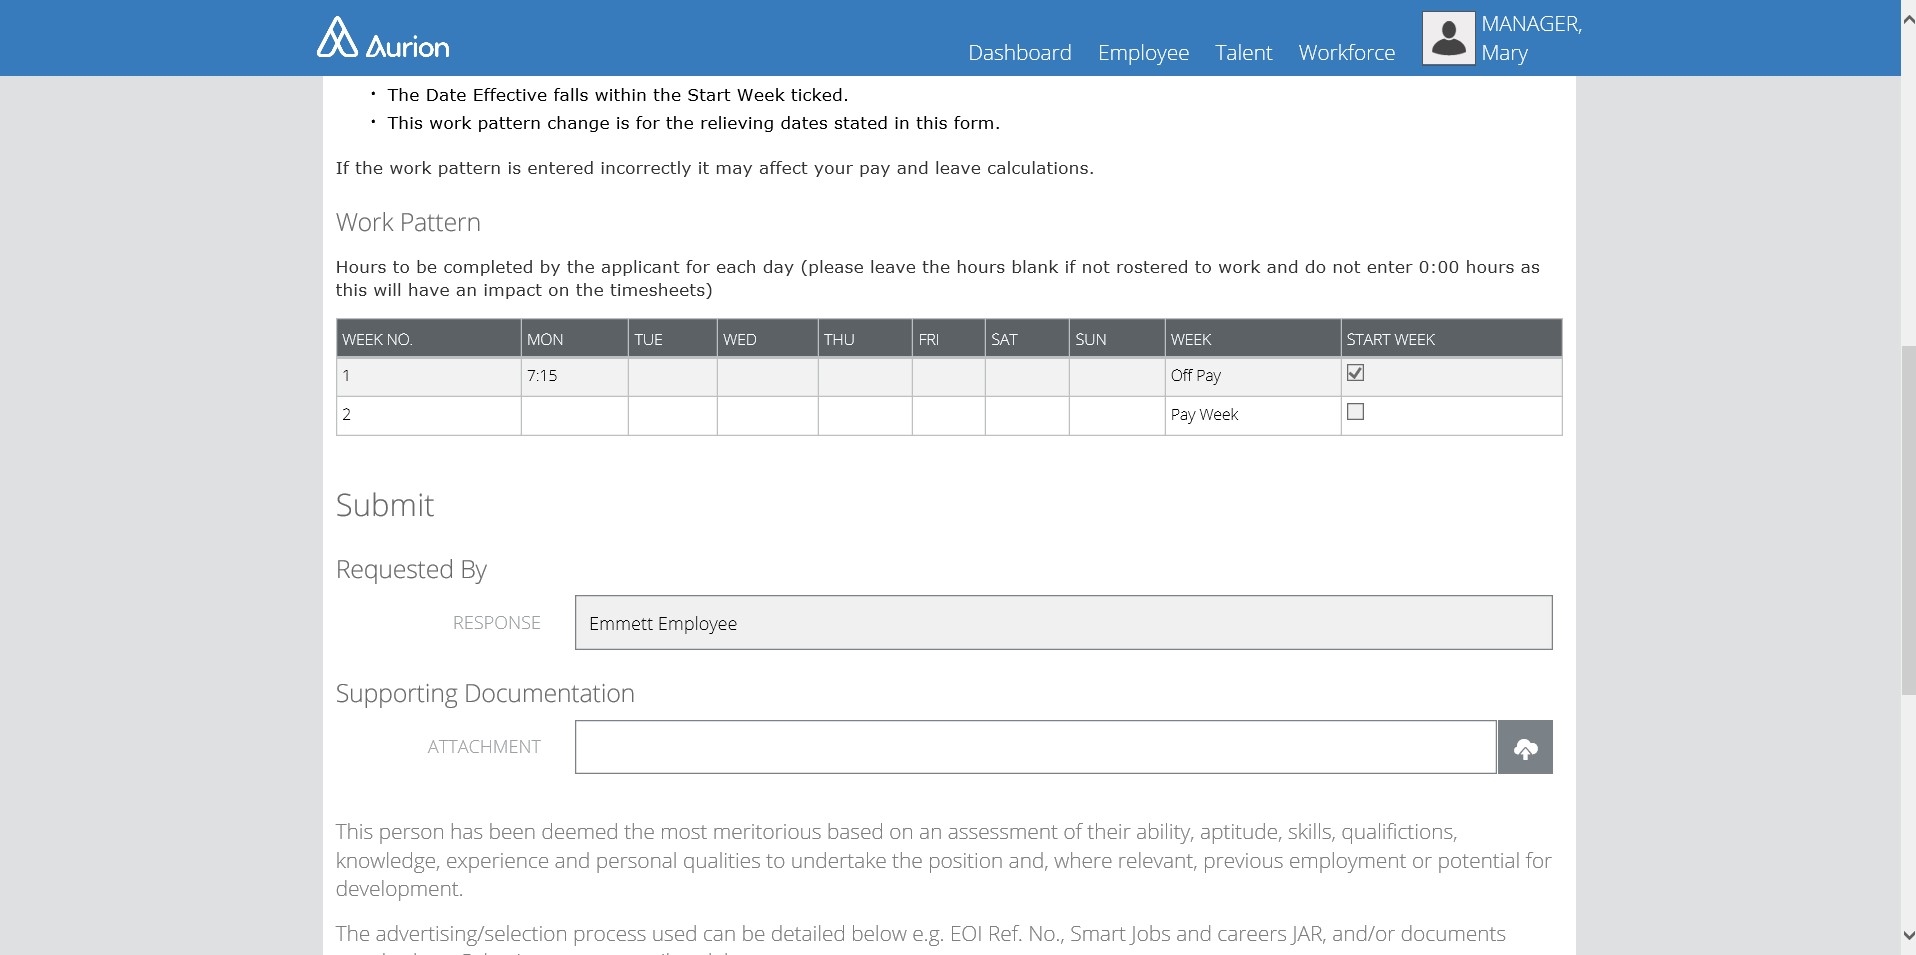 Aurion
Dashboard Employee Talent Workforce
MANAGER,
Mary
• The Date Effective falls within the Start Week ticked.
• This work pattern change is for the relieving dates stated in this form.
If the work pattern is entered incorrectly it may affect your pay and leave calculations.
Work Pattern
Hours to be completed by the applicant for each day (please leave the hours blank if not rostered to work and do not enter 0:00 hours as
this will have an impact on the timesheets)
WEEK NO. MON TUE WED THU FRI SAT SUN WEEK START WEEK
1 7:15 Off Pay
2 Pay Week
Submit
Requested By
RESPONSE Emmett Employee
Supporting Documentation
ATTACHMENT
This person has been deemed the most meritorious based on an assessment of their ability, aptitude, skills, qualifictions,
knowledge, experience and personal qualities to undertake the position and, where relevant, previous employment or potential for
development.
The advertising/selection process used can be detailed below e.g. EOI Ref. No., Smart Jobs and careers JAR, and/or documents